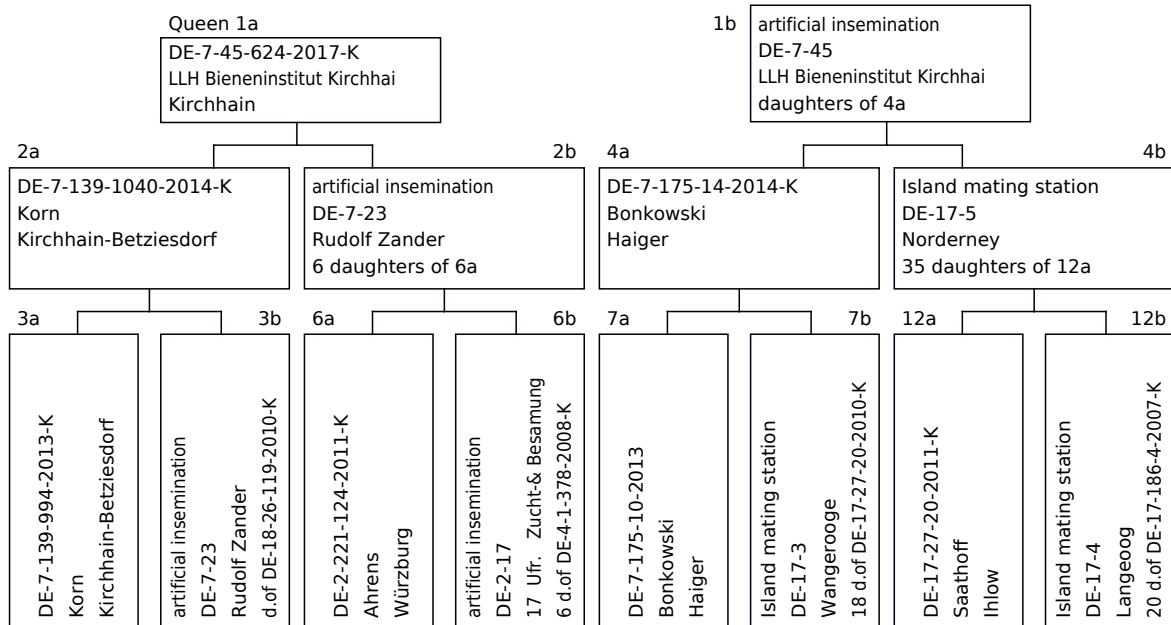 Queen 1a
DE-7-45-624-2017-K
LLH Bieneninstitut Kirchhai
Kirchhain
1b
artificial insemination
DE-7-45
LLH Bieneninstitut Kirchhai
daughters of 4a
2a
DE-7-139-1040-2014-K
Korn
Kirchhain-Betziesdorf
2b
artificial insemination
DE-7-23
Rudolf Zander
6 daughters of 6a
4a
DE-7-175-14-2014-K
Bonkowski
Haiger
4b
Island mating station
DE-17-5
Norderney
35 daughters of 12a
3a
DE-7-139-994-2013-K
Korn
Kirchhain-Betziesdorf
3b
artificial insemination
DE-7-23
Rudolf Zander
d.of DE-18-26-119-2010-K
6a
DE-2-221-124-2011-K
Ahrens
Würzburg
6b
artificial insemination
DE-2-17
17 Ufr. Zucht-& Besamung
6 d.of DE-4-1-378-2008-K
7a
DE-7-175-10-2013
Bonkowski
Haiger
7b
Island mating station
DE-17-3
Wangerooge
18 d.of DE-17-27-20-2010-K
12a
DE-17-27-20-2011-K
Saathoff
Ihlow
12b
Island mating station
DE-17-4
Langeoog
20 d.of DE-17-186-4-2007-K